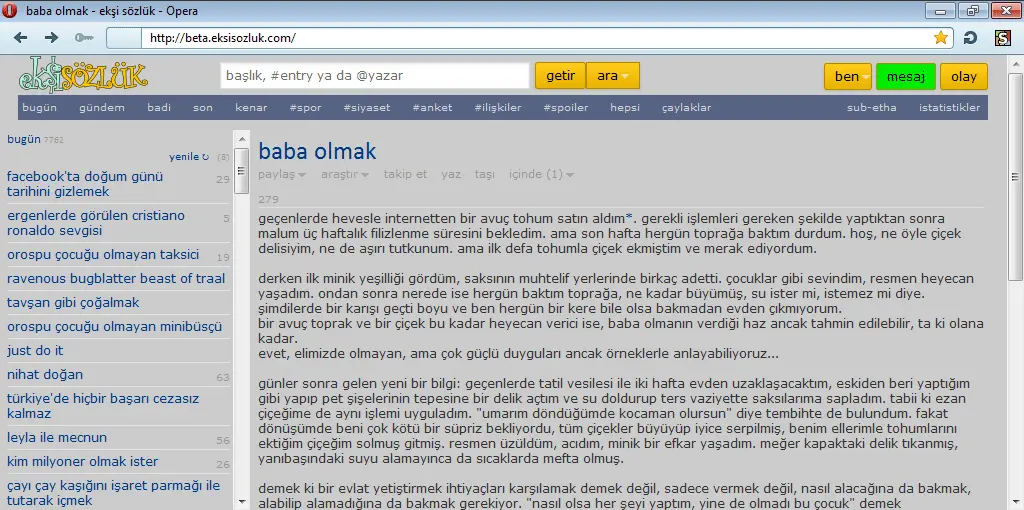 baba olmak - ekşi sözlük - Opera
http://beta.eksisozluk.com/
ekşi SÖZLÜK
başlık, #entry ya da @yazar
getir ara
ben mesaj olay
bugün gündem badi son kenar #spor #siyaset #anket #ilişkiler #spoiler hepsi çaylaklar sub-etha istatistikler
bugün 7762
yenile (8)
facebook'ta doğum günü 29
tarihini gizlemek
ergenlerde görülen cristiano 5
ronaldo sevgisi
orospu çocuğu olmayan taksici 19
ravenous bugblatter beast of traal
tavşan gibi çoğalmak
orospu çocuğu olmayan minibüsçü
just do it
nihat doğan 63
türkiye'de hiçbir başarı cezasız
kalmaz
leyla ile mecnun 56
kim milyoner olmak ister 26
çayı çay kaşığını işaret parmağı ile
tutarak içmek
baba olmak
paylaş araştır takip et yaz taşı içinde (1)
279
geçenlerde hevesle internetten bir avuç tohum satın aldım*. gerekli işlemleri gereken şekilde yaptıktan sonra
malum üç haftalık filizlenme süresini bekledim. ama son hafta hergün toprağa baktım durdum. hoş, ne öyle çiçek
delisiyim, ne de aşırı tutkunum. ama ilk defa tohumla çiçek ekmiştim ve merak ediyordum.
derken ilk minik yeşilliği gördüm, saksının muhtelif yerlerinde birkaç adetti. çocuklar gibi sevindim, resmen heyecan
yaşadım. ondan sonra nerede ise hergün baktım toprağa, ne kadar büyümüş, su ister mi, istemez mi diye.
şimdilerde bir karışı geçti boyu ve ben hergün bir kere bile olsa bakmadan evden çıkmıyorum.
bir avuç toprak ve bir çiçek bu kadar heyecan verici ise, baba olmanın verdiği haz ancak tahmin edilebilir, ta ki olana
kadar.
evet, elimizde olmayan, ama çok güçlü duyguları ancak örneklerle anlayabiliyoruz...
günler sonra gelen yeni bir bilgi: geçenlerde tatil vesilesi ile iki hafta evden uzaklaşacaktım, eskiden beri yaptığım
gibi yapıp pet şişelerinin tepesine bir delik açtım ve su doldurup ters vaziyette saksılarıma sapladım. tabii ki ezan
çiçeğime de aynı işlemi uyguladım. "umarım döndüğümde kocaman olursun" diye tembihte de bulundum. fakat
dönüşümde beni çok kötü bir süpriz bekliyordu, tüm çiçekler büyüyüp iyice serpilmiş, benim ellerimle tohumlarını
ektiğim çiçeğim solmuş gitmiş. resmen üzüldüm, acıdım, minik bir efkar yaşadım. meğer kapaktaki delik tıkanmış,
yanıbaşındaki suyu alamayınca da sıcaklarda mefta olmuş.
demek ki bir evlat yetiştirmek ihtiyaçları karşılamak demek değil, sadece vermek değil, nasıl alacağına da bakmak,
alabilip alamadığına da bakmak gerekiyor. "nasıl olsa her şeyi yaptım, yine de olmadı bu çocuk" demek